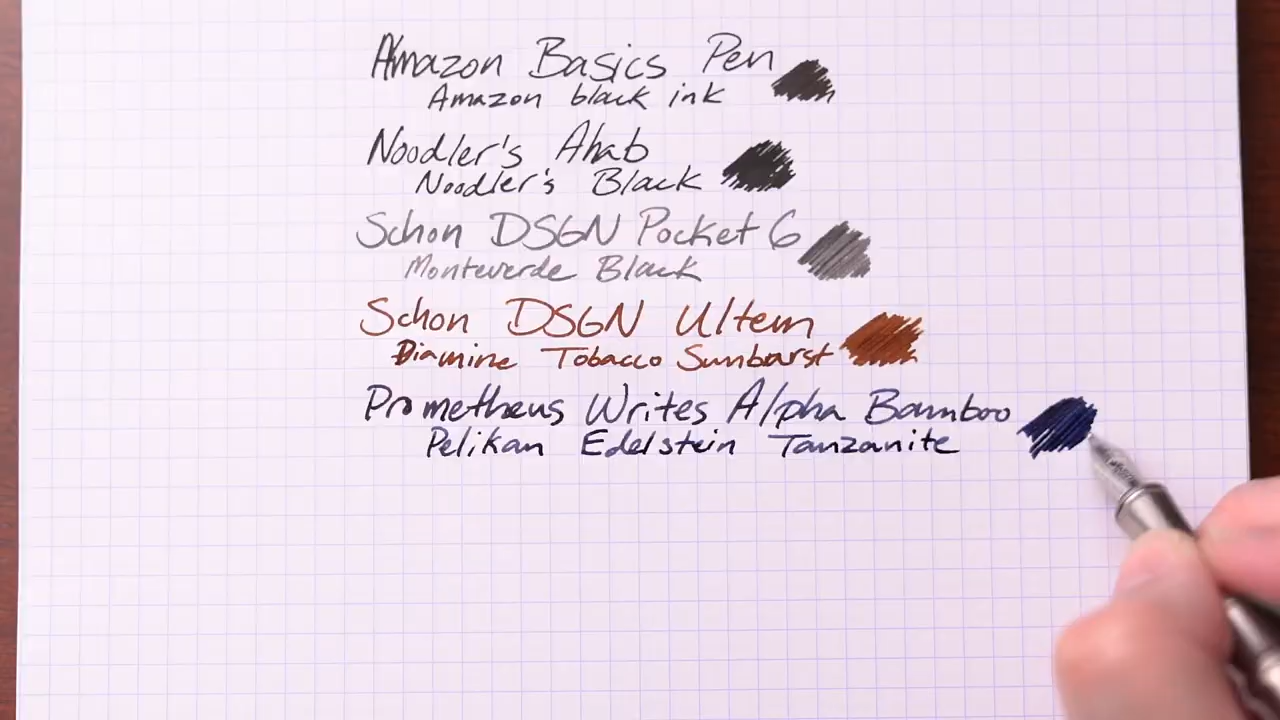 Amazon Basics Pen
Amazon black ink
Noodler's Ahab
Noodler's Black
Schon DSGN Pocket 6
Monteverde Black
Schon DSGN Ultem
Diamine Tobacco Sunburst
Prometheus Writes Alpha Bamboo
Pelikan Edelstein Tanzanite